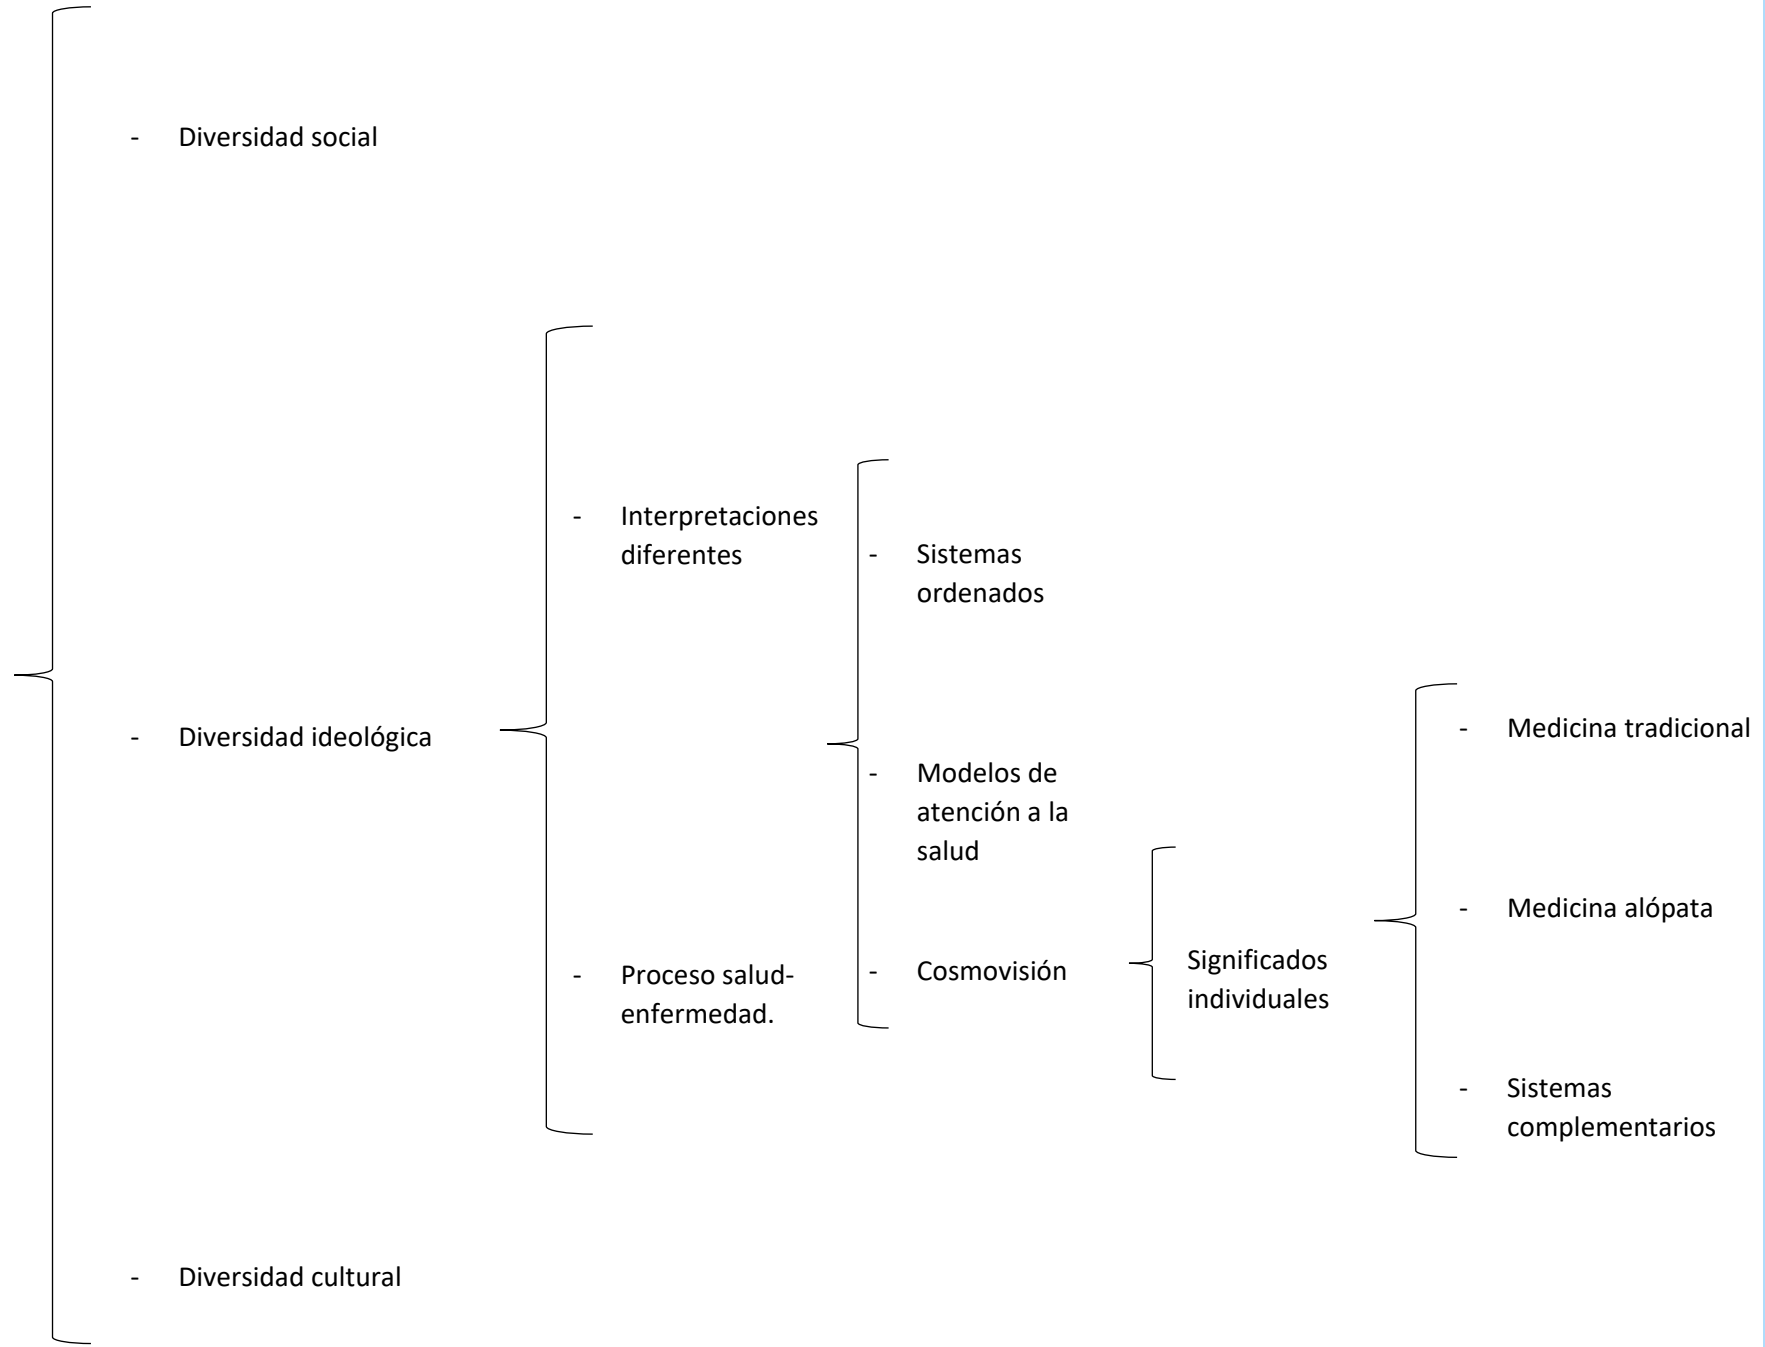 - Diversidad social
- Diversidad ideológica
- Diversidad cultural
- Interpretaciones
diferentes
- Proceso salud-
enfermedad.
- Sistemas
ordenados
- Modelos de
atención a la
salud
- Cosmovisión
Significados
individuales
- Medicina tradicional
- Medicina alópata
- Sistemas
complementarios